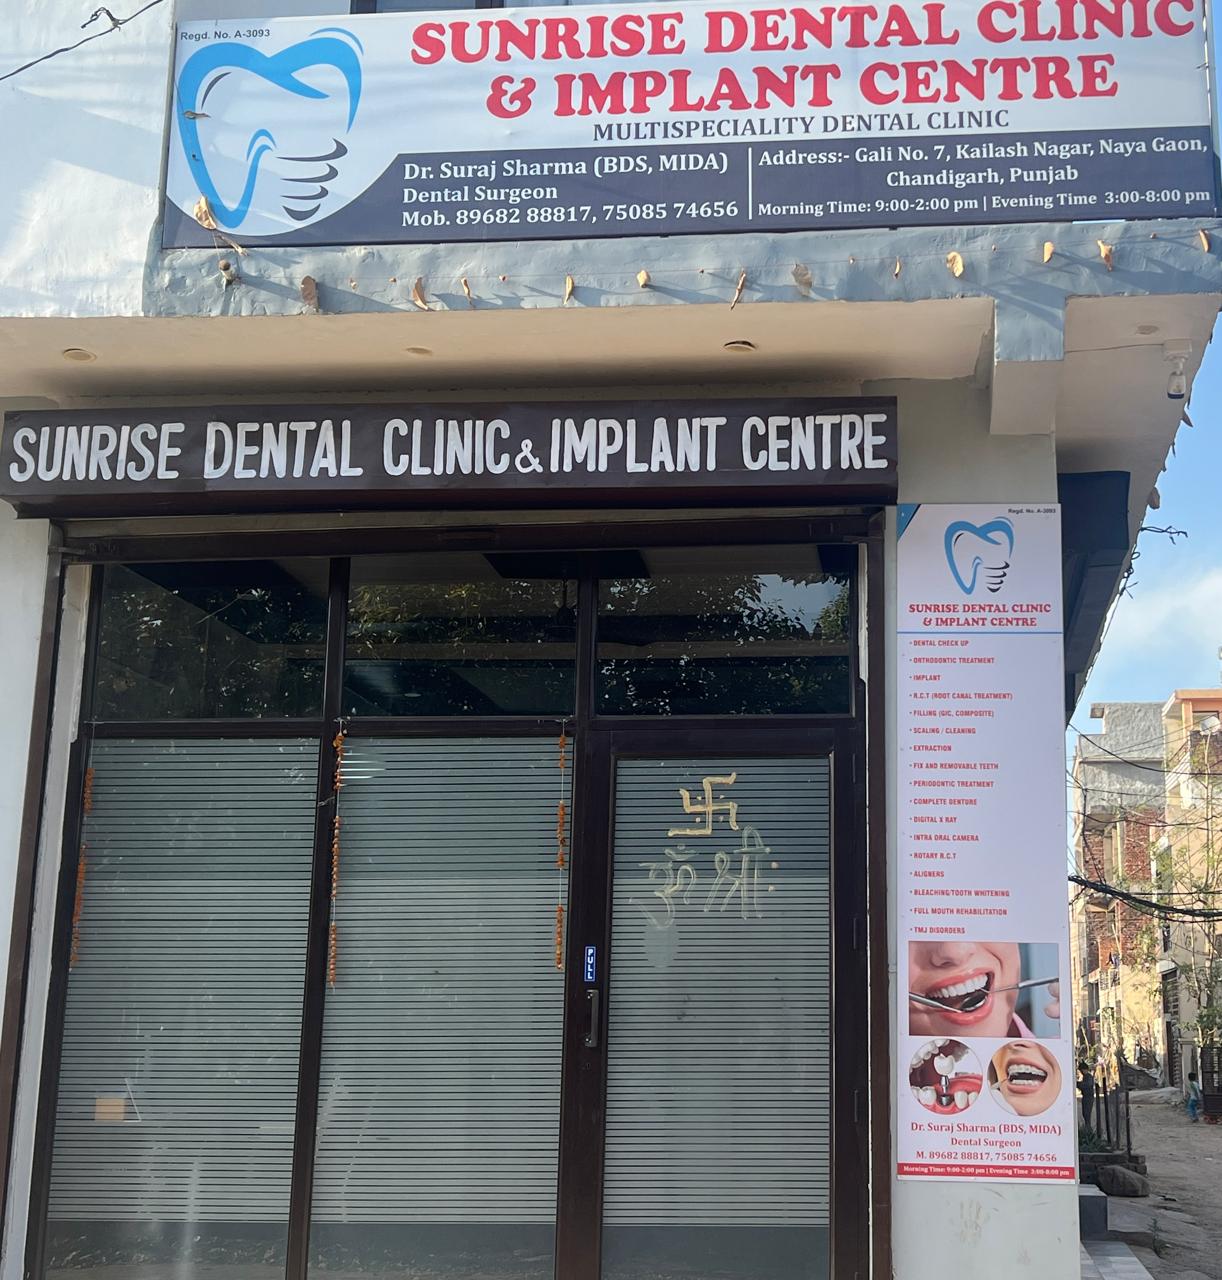 Regd. No. A-3093
SUNRISE DENTAL CLINIC
& IMPLANT CENTRE
MULTISPECIALITY DENTAL CLINIC
Dr. Suraj Sharma (BDS, MIDA)
Dental Surgeon
Mob. 89682 88817, 75085 74656
Address:- Gali No. 7, Kailash Nagar, Naya Gaon,
Chandigarh, Punjab
Morning Time: 9:00-2:00 pm | Evening Time 3:00-8:00 pm
SUNRISE DENTAL CLINIC & IMPLANT CENTRE
Regd. No. A-3093
SUNRISE DENTAL CLINIC
& IMPLANT CENTRE
• DENTAL CHECK UP
• ORTHODONTIC TREATMENT
• IMPLANT
• R.C.T (ROOT CANAL TREATMENT)
• FILLING (GIC, COMPOSITE)
• SCALING / CLEANING
• EXTRACTION
• FIX AND REMOVABLE TEETH
• PERIODONTIC TREATMENT
• COMPLETE DENTURE
• DIGITAL X RAY
• INTRA ORAL CAMERA
• ROTARY R.C.T
• ALIGNERS
• BLEACHING/TOOTH WHITENING
• FULL MOUTH REHABILITATION
• TMJ DISORDERS
Dr. Suraj Sharma (BDS, MIDA)
Dental Surgeon
M. 89682 88817, 75085 74656
Morning Time: 9:00-2:00 pm | Evening Time 3:00-8:00 pm
卐
ॐ श्री:
PULL